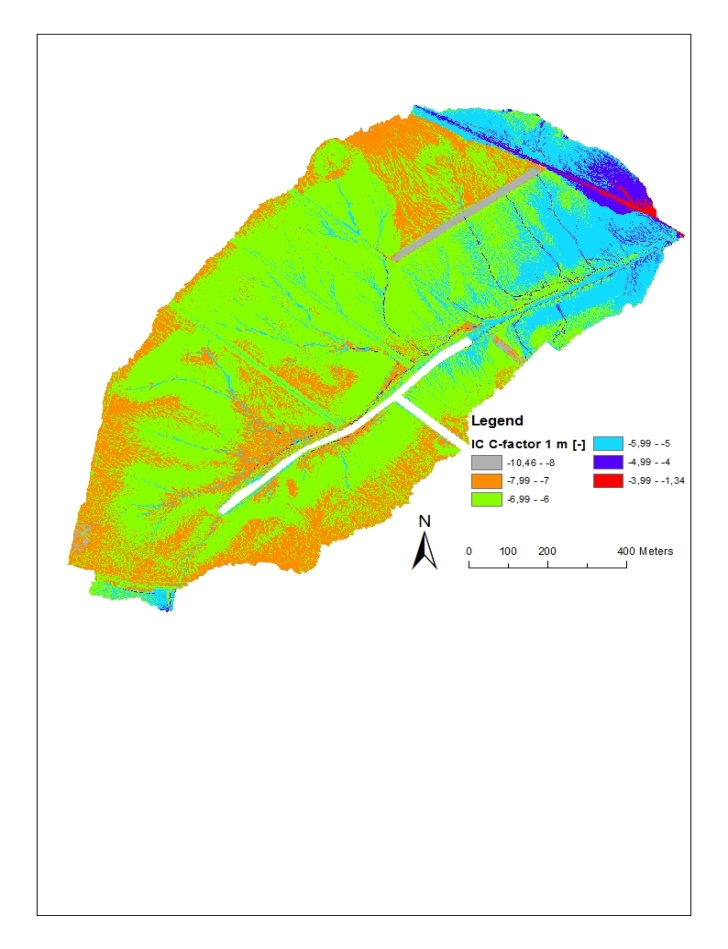 Legend
IC C-factor 1 m [-]
-10,46 - -8
-7,99 - -7
-6,99 - -6
-5,99 - -5
-4,99 - -4
-3,99 - -1,34
N
0 100 200 400 Meters